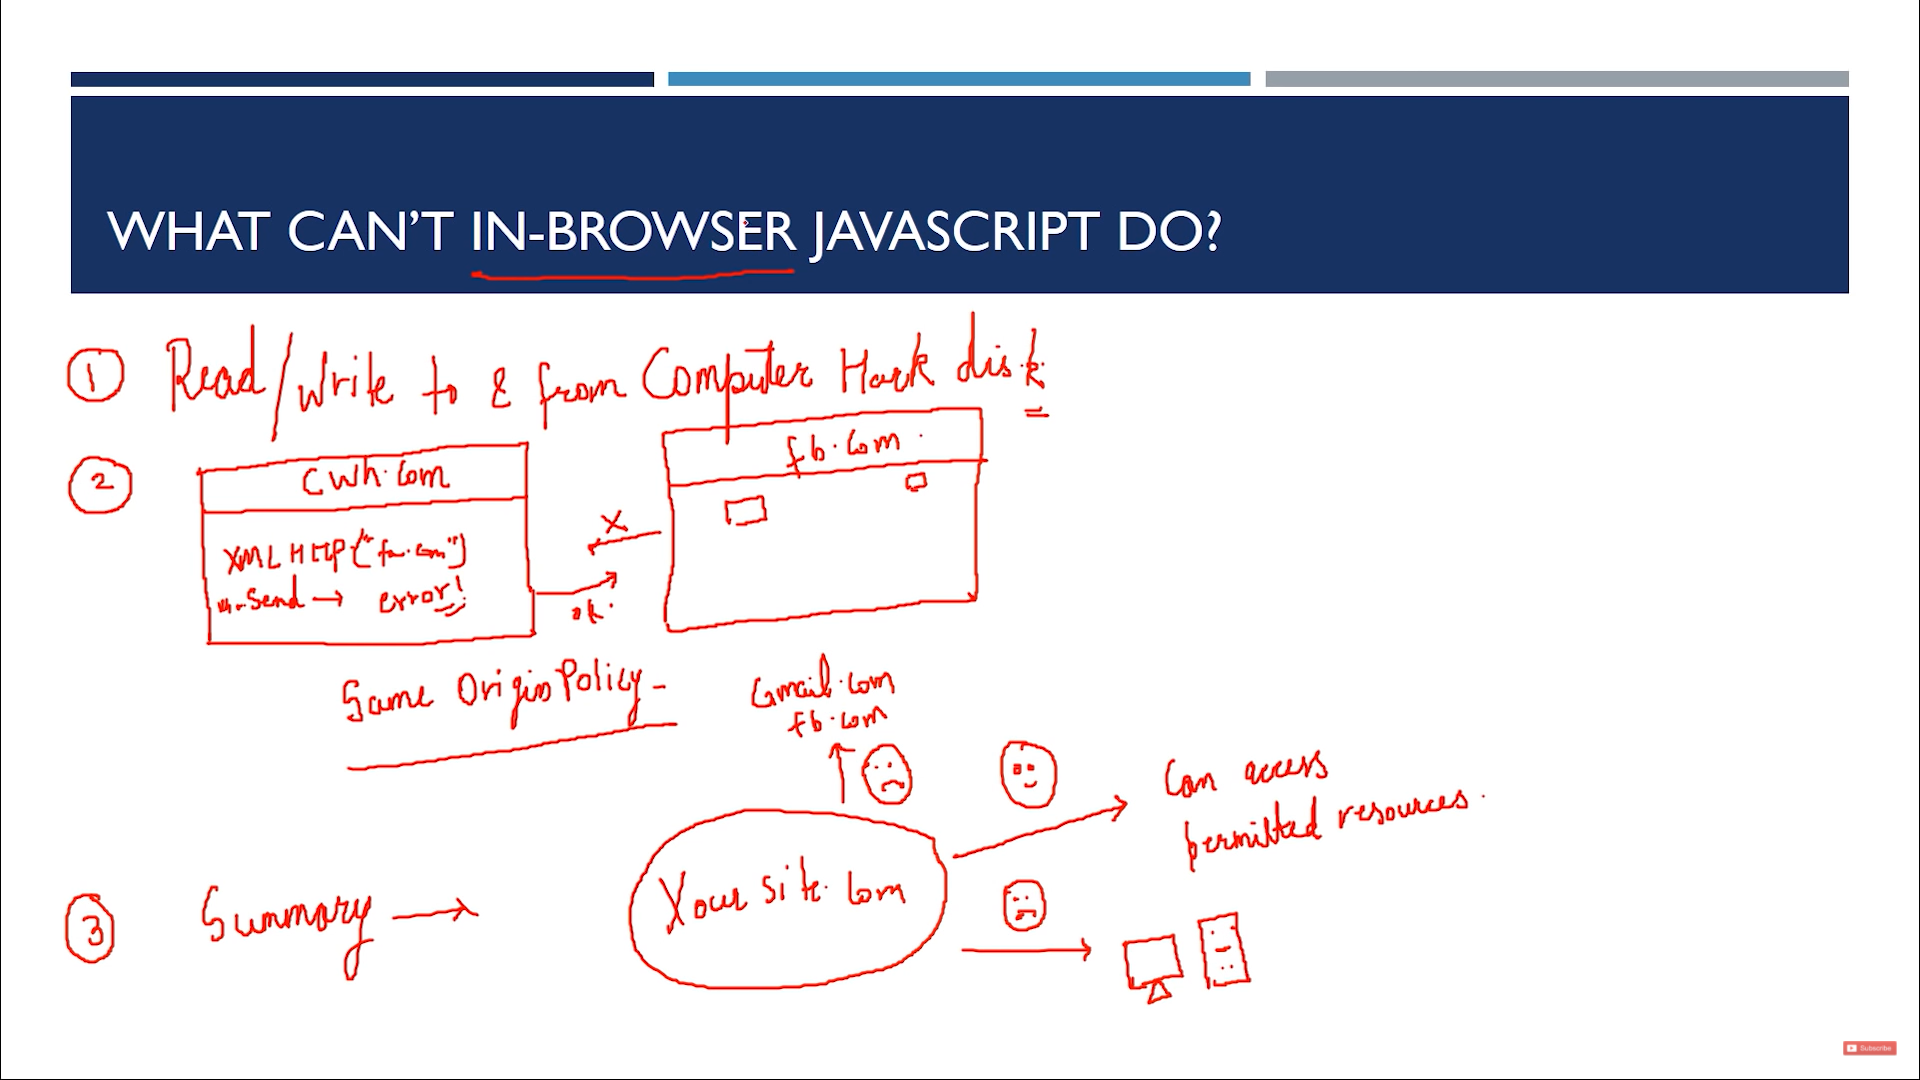 WHAT CAN'T IN-BROWSER JAVASCRIPT DO?
1 Read/Write to & from Computer Hark disk
2
CWh.com
fb.com
XMLHTTP("fa.com")
Send → error!
X
ok.
Same Origin Policy
Gmail.com
fb.com
Can access
permitted resources.
3 Summary →
Your site.com
Subscribe